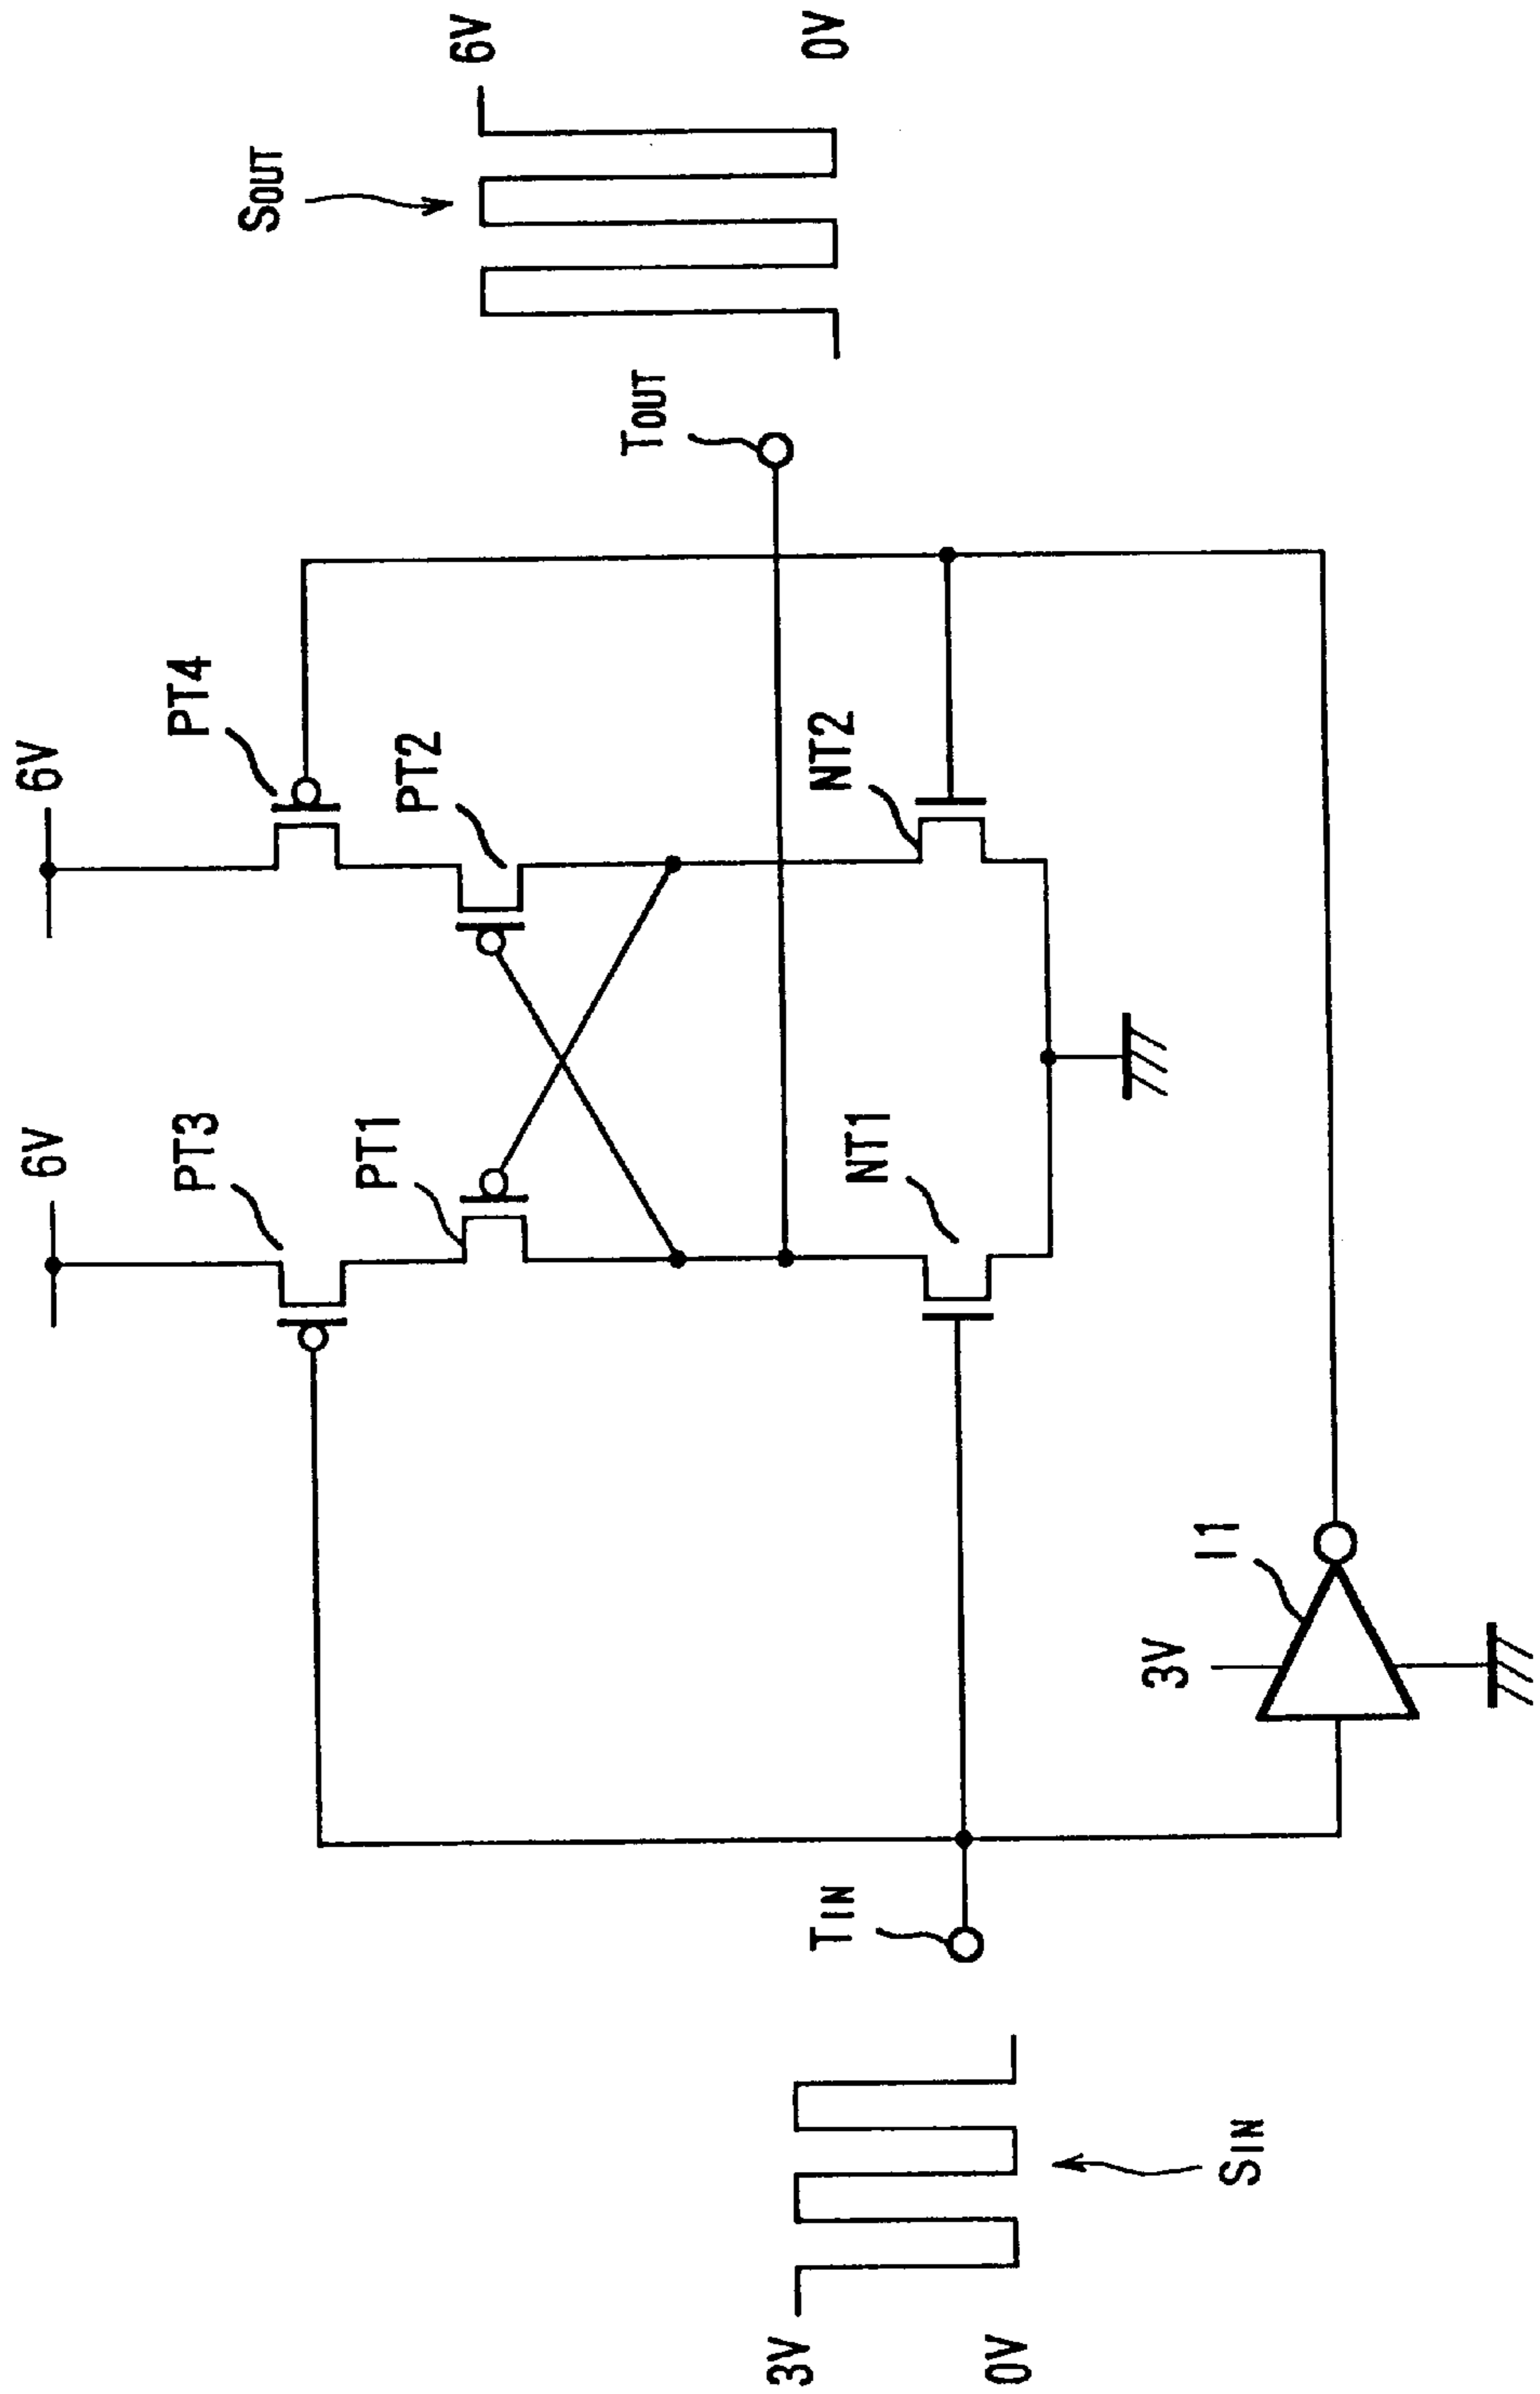 6V
6V
PT3
PT4
PT1
PT2
SOUT
6V
0V
TOUT
NT1
NT2
TIN
3V
0V
SIN
3V
I1